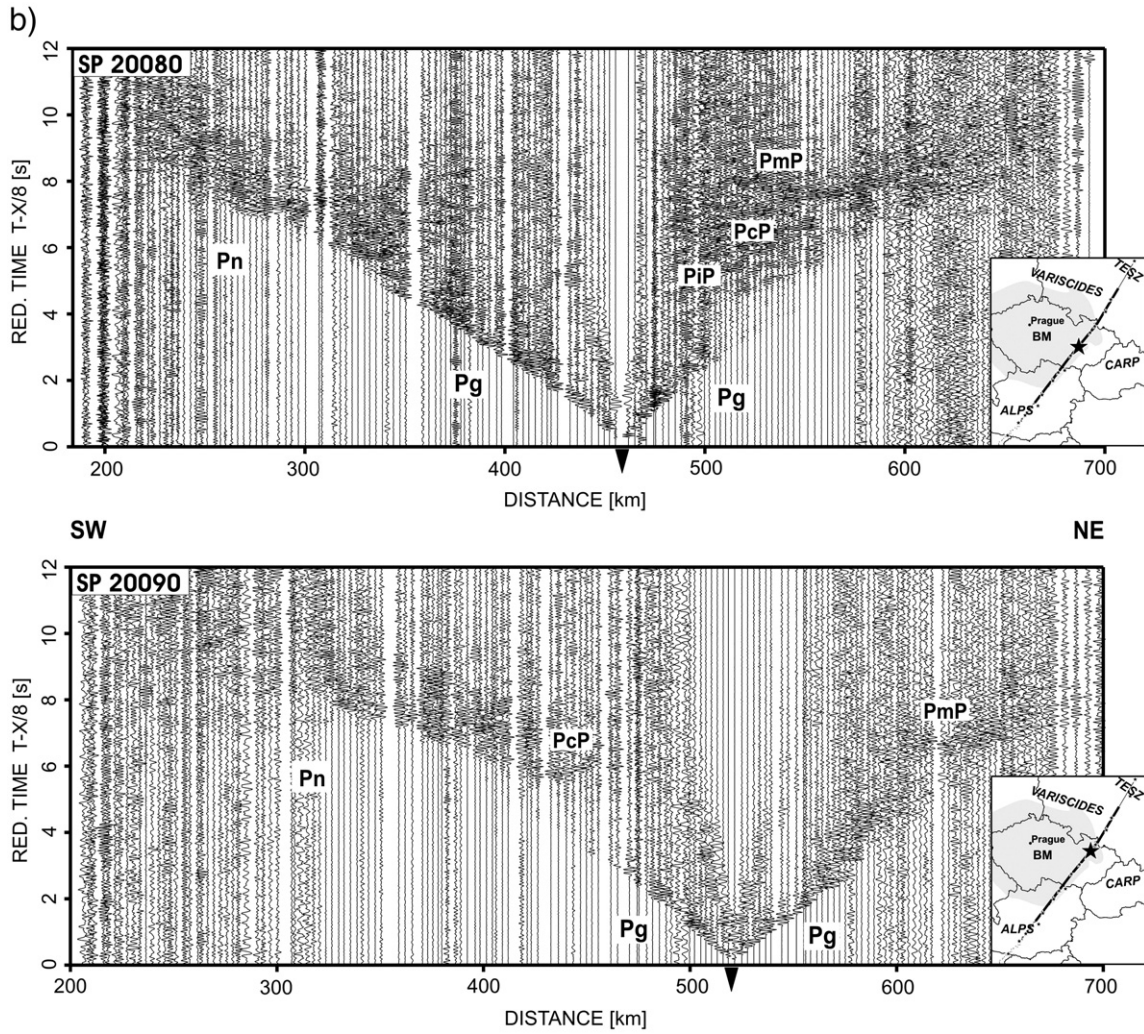 b)
SP 20080
RED. TIME T-X/8 [s]
12
10
8
6
4
2
0
PmP
PcP
PiP
Pn
Pg
Pg
200
300
400
500
600
700
DISTANCE [km]
VARISCIDES
TESZ
Prague
BM
CARP
ALPS
SW
NE
SP 20090
RED. TIME T-X/8 [s]
12
10
8
6
4
2
0
PmP
PcP
Pn
Pg
Pg
200
300
400
500
600
700
DISTANCE [km]
VARISCIDES
TESZ
Prague
BM
CARP
ALPS